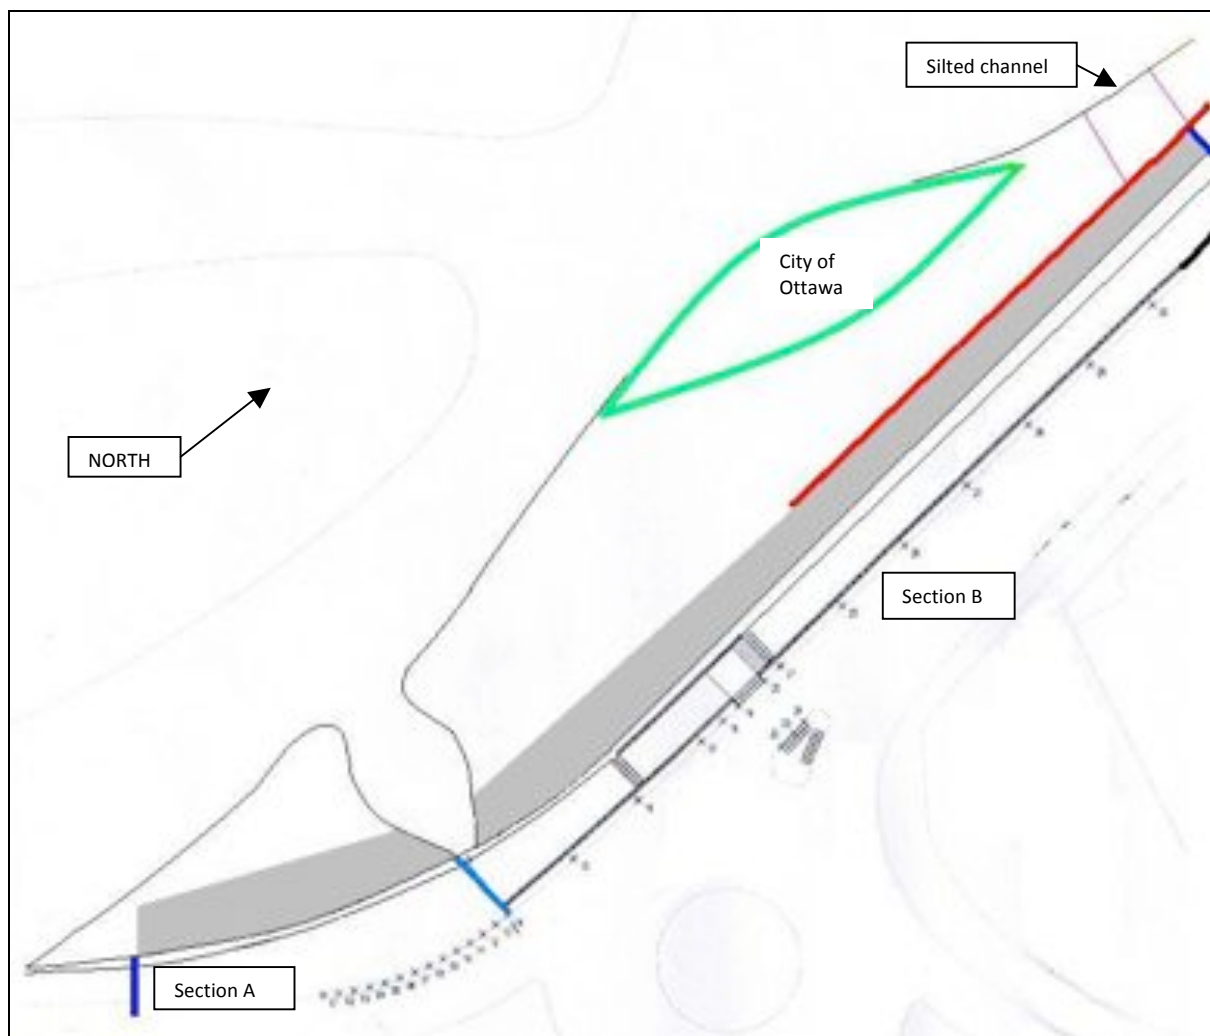 Silted channel
City of
Ottawa
NORTH
Section B
Section A